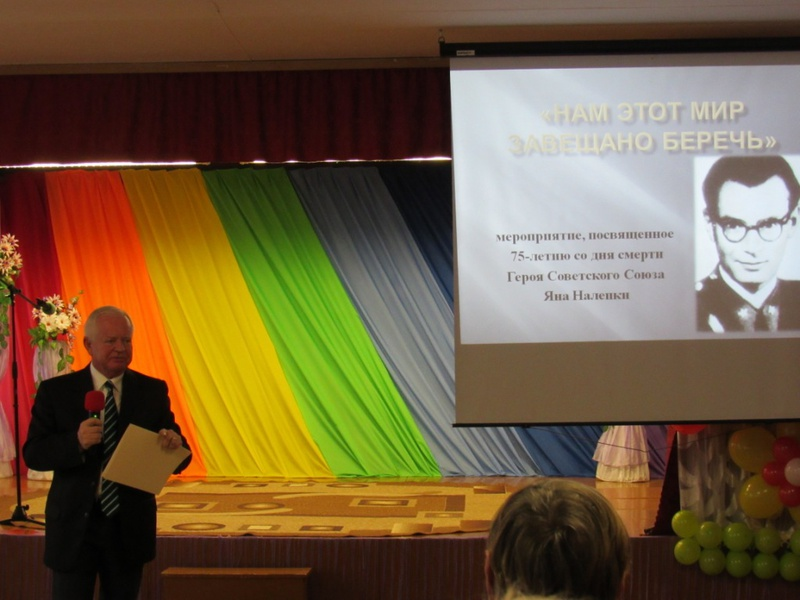 «НАМ ЭТОТ МИР
ЗАВЕЩАНО БЕРЕЧЬ»
мероприятие, посвященное
75-летию со дня смерти
Героя Советского Союза
Яна Налепки